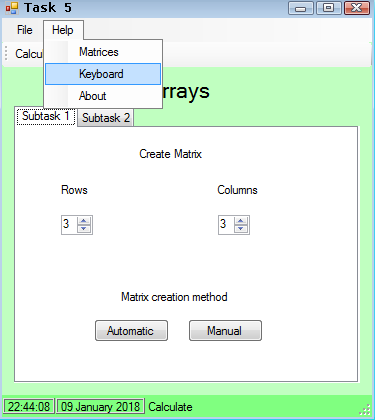 Task 5
File Help
Calcul
Matrices
Keyboard
About
rrays
Subtask 1 Subtask 2
Create Matrix
Rows Columns
3 3
Matrix creation method
Automatic Manual
22:44:08 09 January 2018 Calculate